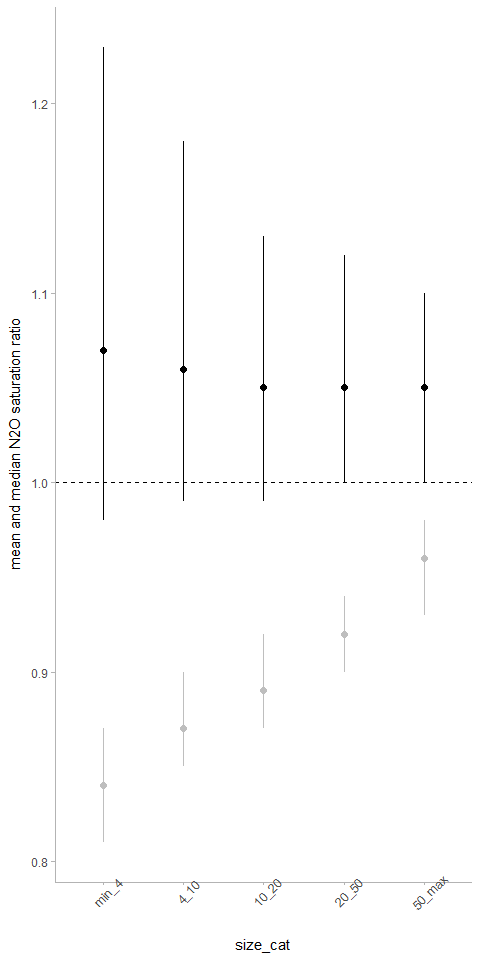 mean and median N2O saturation ratio
1.2
1.1
1.0
0.9
0.8
min_4
4_10
10_20
20_50
50_max
size_cat